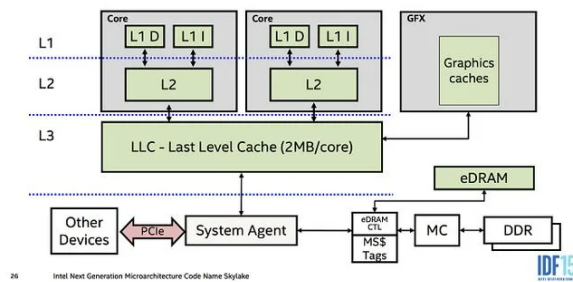 Core
Core
GFX
L1
L1 D
L1 I
L1 D
L1 I
Graphics
caches
L2
L2
L2
L3
LLC - Last Level Cache (2MB/core)
eDRAM
Other
Devices
PCIe
System Agent
eDRAM
CTL
MS$
Tags
MC
DDR
26 Intel Next Generation Microarchitecture Code Name Skylake
IDF15